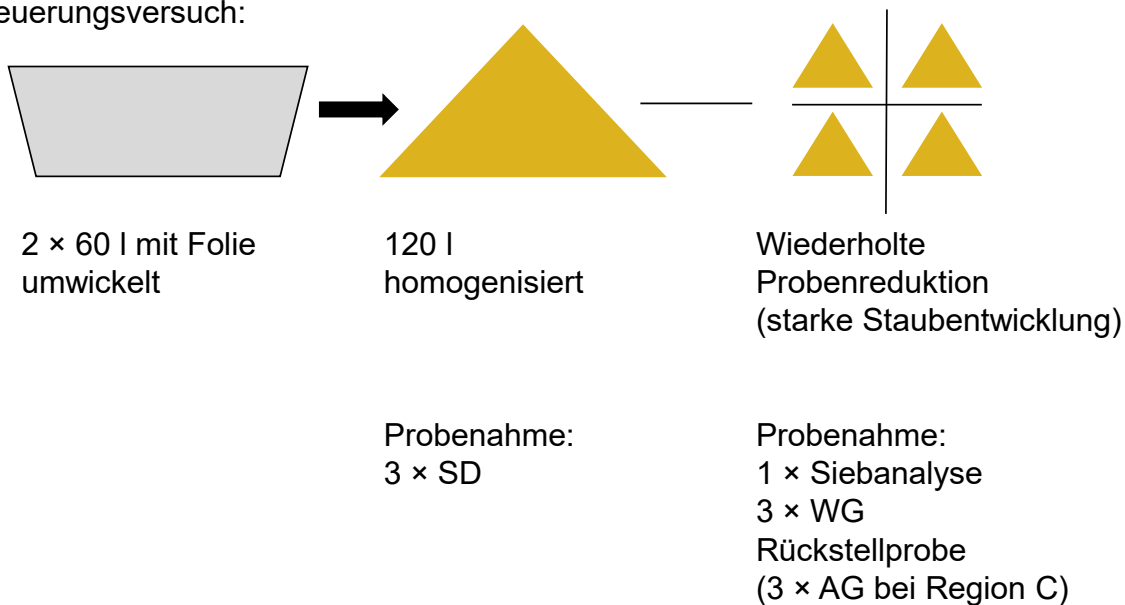 euerungsversuch:
2 × 60 l mit Folie
umwickelt
120 l
homogenisiert
Wiederholte
Probenreduktion
(starke Staubentwicklung)
Probenahme:
3 × SD
Probenahme:
1 × Siebanalyse
3 × WG
Rückstellprobe
(3 × AG bei Region C)